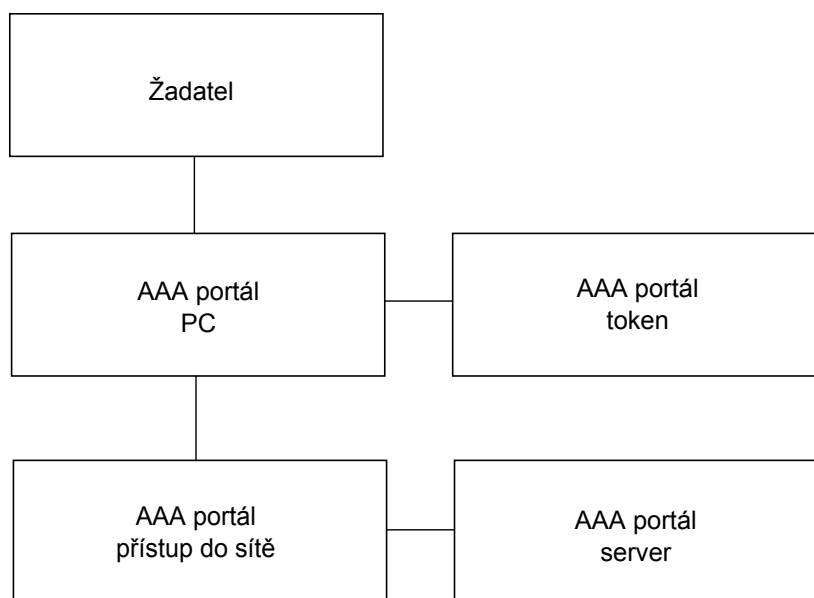 Žadatel
AAA portál
PC
AAA portál
token
AAA portál
přístup do sítě
AAA portál
server